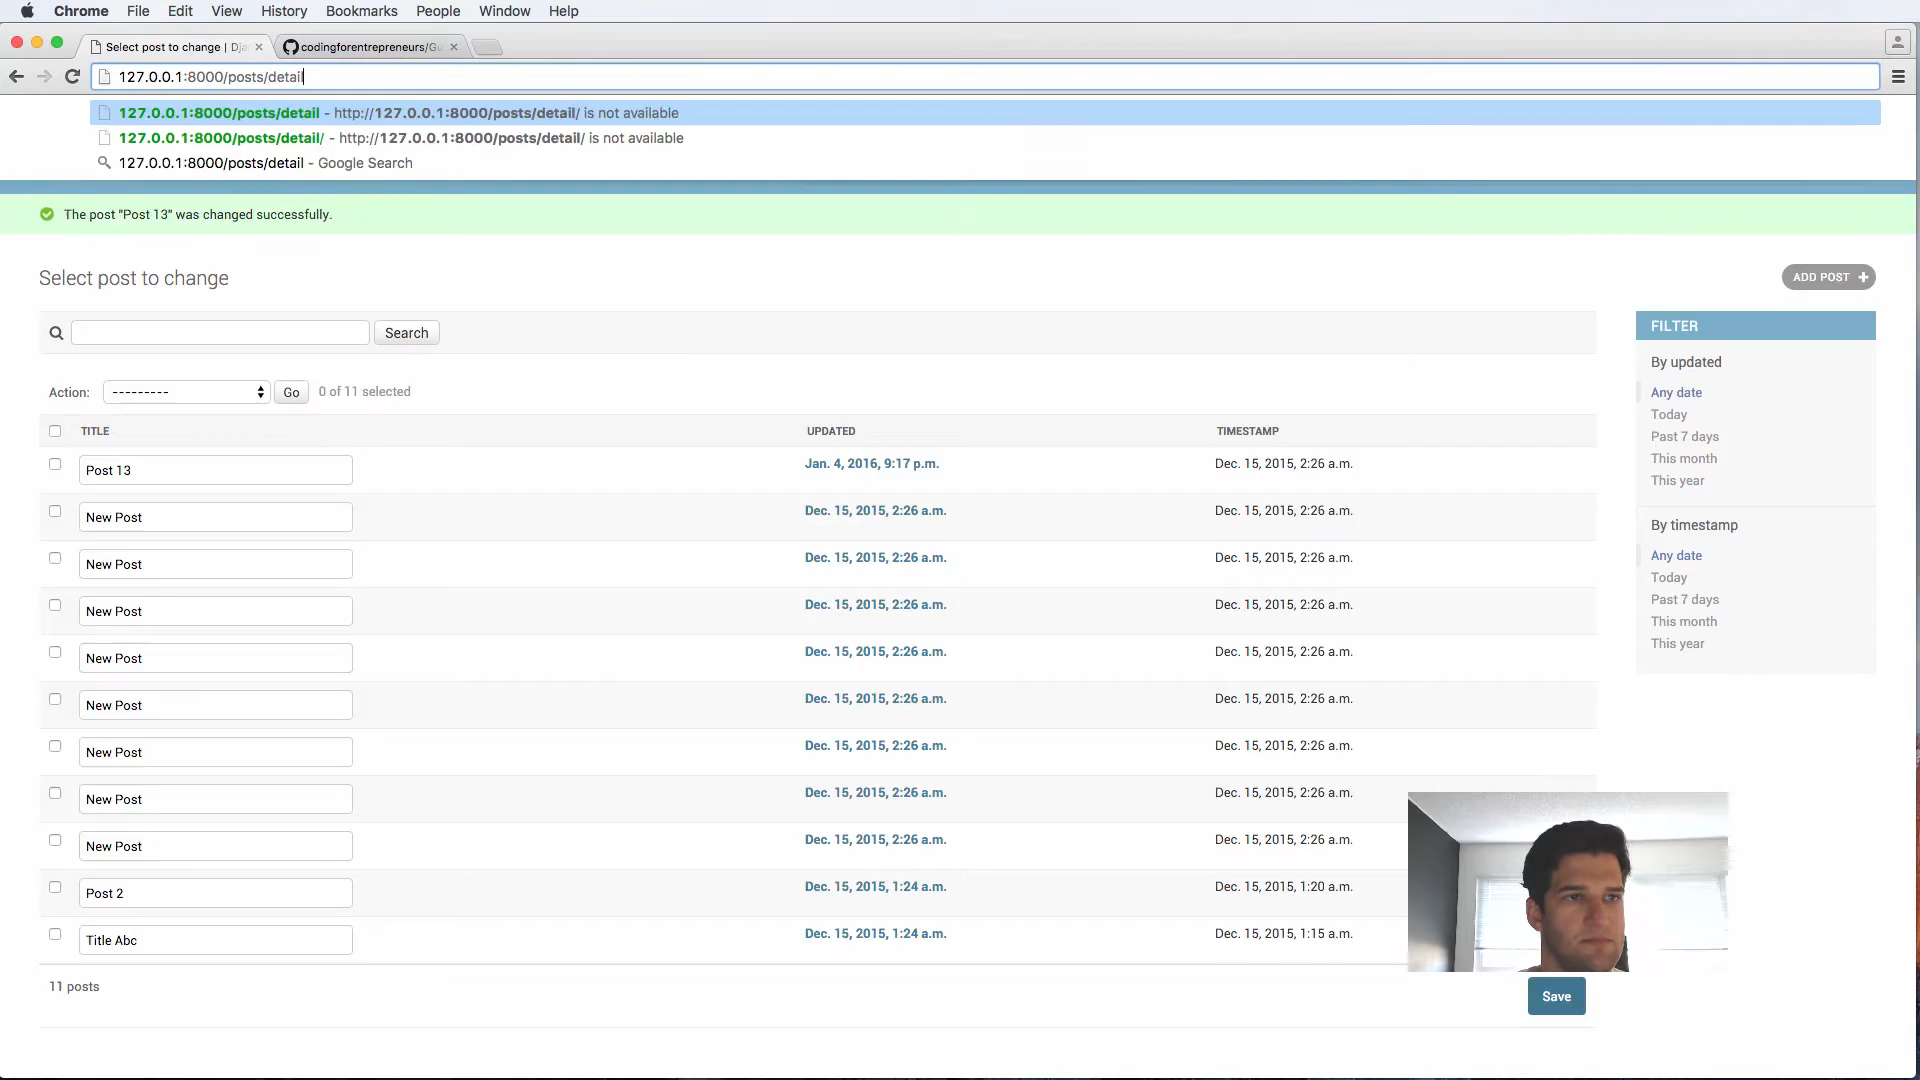 Chrome File Edit View History Bookmarks People Window Help
Select post to change | Dja
codingforentrepreneurs/Gu
127.0.0.1:8000/posts/detail
127.0.0.1:8000/posts/detail - http://127.0.0.1:8000/posts/detail/ is not available
127.0.0.1:8000/posts/detail/ - http://127.0.0.1:8000/posts/detail/ is not available
127.0.0.1:8000/posts/detail - Google Search
The post "Post 13" was changed successfully.
Select post to change
ADD POST +
Search
Action: --------- Go 0 of 11 selected
TITLE UPDATED TIMESTAMP
Post 13 Jan. 4, 2016, 9:17 p.m. Dec. 15, 2015, 2:26 a.m.
New Post Dec. 15, 2015, 2:26 a.m. Dec. 15, 2015, 2:26 a.m.
New Post Dec. 15, 2015, 2:26 a.m. Dec. 15, 2015, 2:26 a.m.
New Post Dec. 15, 2015, 2:26 a.m. Dec. 15, 2015, 2:26 a.m.
New Post Dec. 15, 2015, 2:26 a.m. Dec. 15, 2015, 2:26 a.m.
New Post Dec. 15, 2015, 2:26 a.m. Dec. 15, 2015, 2:26 a.m.
New Post Dec. 15, 2015, 2:26 a.m. Dec. 15, 2015, 2:26 a.m.
New Post Dec. 15, 2015, 2:26 a.m. Dec. 15, 2015, 2:26 a.m.
New Post Dec. 15, 2015, 2:26 a.m. Dec. 15, 2015, 2:26 a.m.
Post 2 Dec. 15, 2015, 1:24 a.m. Dec. 15, 2015, 1:20 a.m.
Title Abc Dec. 15, 2015, 1:24 a.m. Dec. 15, 2015, 1:15 a.m.
11 posts
Save
FILTER
By updated
Any date
Today
Past 7 days
This month
This year
By timestamp
Any date
Today
Past 7 days
This month
This year